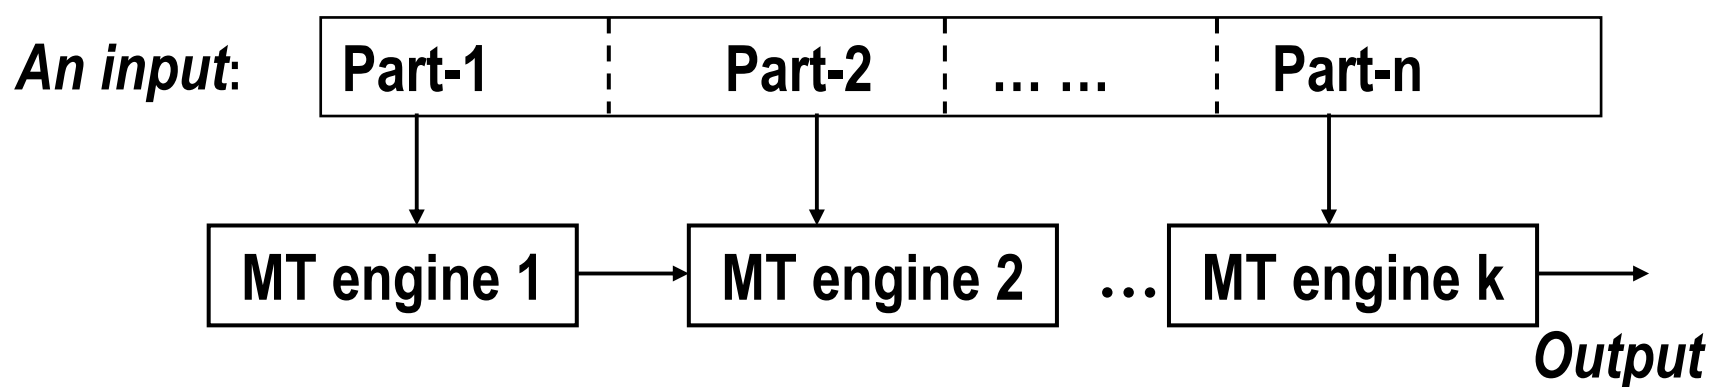 An input: Part-1 Part-2 … … Part-n
MT engine 1 MT engine 2 … MT engine k
Output